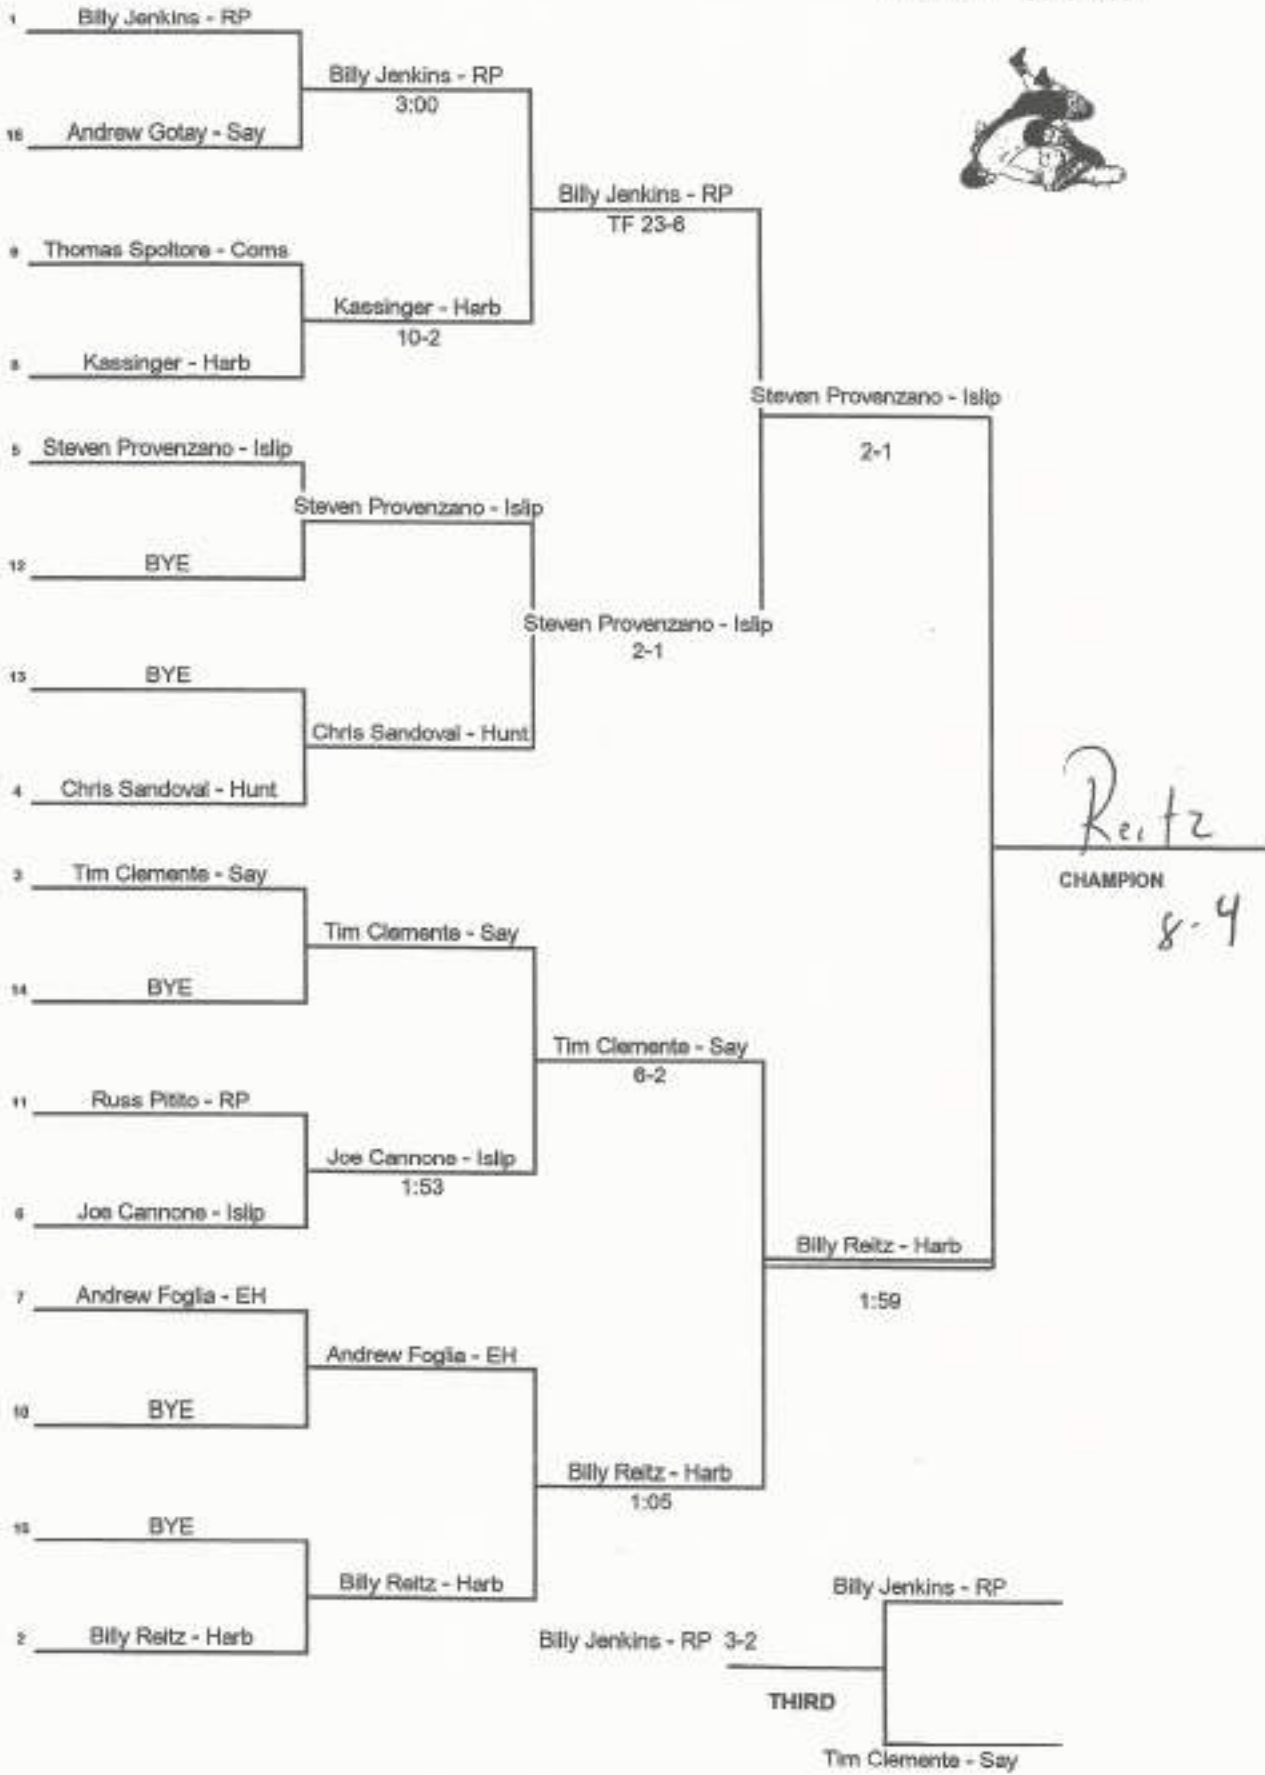 1 Billy Jenkins - RP
Billy Jenkins - RP
3:00
16 Andrew Gotay - Say
Billy Jenkins - RP
TF 23-6
9 Thomas Spoltore - Coms
Kassinger - Harb
10-2
8 Kassinger - Harb
Steven Provenzano - Islip
2-1
5 Steven Provenzano - Islip
Steven Provenzano - Islip
12 BYE
Steven Provenzano - Islip
2-1
13 BYE
Chris Sandoval - Hunt
4 Chris Sandoval - Hunt
Reitz
CHAMPION
8-4
3 Tim Clemente - Say
Tim Clemente - Say
14 BYE
Tim Clemente - Say
6-2
11 Russ Pitito - RP
Joe Cannone - Islip
1:53
6 Joe Cannone - Islip
Billy Reitz - Harb
1:59
7 Andrew Foglia - EH
Andrew Foglia - EH
10 BYE
Billy Reitz - Harb
1:05
15 BYE
Billy Reitz - Harb
2 Billy Reitz - Harb
Billy Jenkins - RP
Billy Jenkins - RP 3-2
THIRD
Tim Clemente - Say